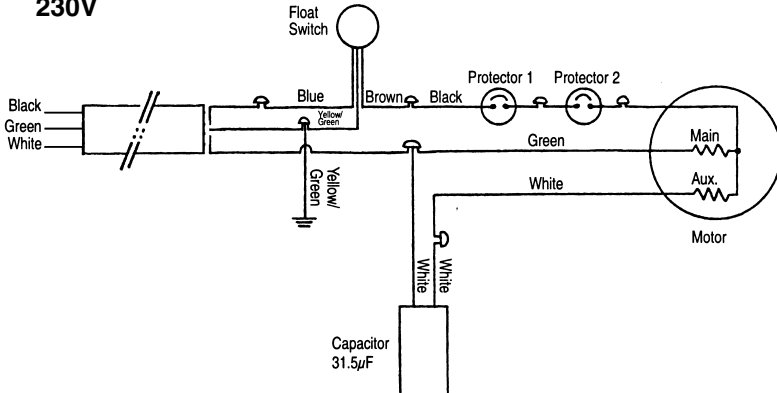 230V
Float
Switch
Black
Green
White
Blue
Brown
Black
Protector 1
Protector 2
Yellow/
Green
Yellow/
Green
Green
White
Main
Aux.
Motor
White
White
Capacitor
31.5µF